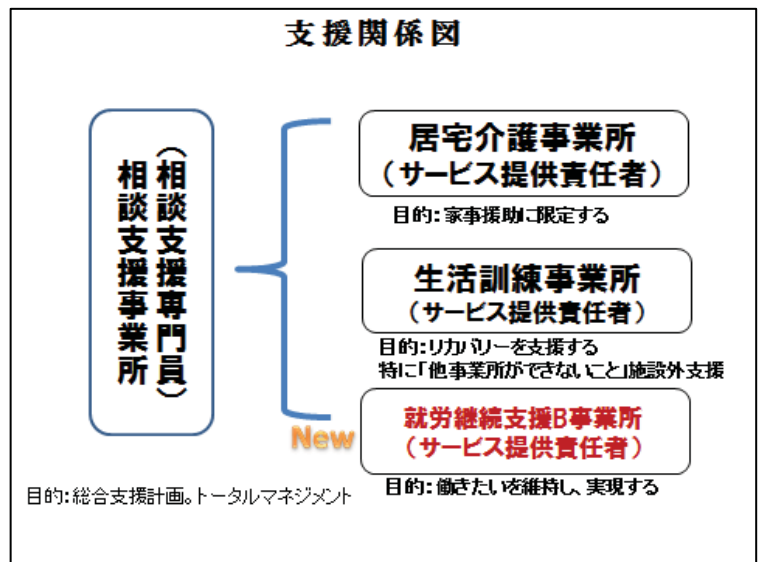 支援関係図
相談支援事業所
(相談支援専門員)
目的:総合支援計画。トータルマネジメント
居宅介護事業所
(サービス提供責任者)
目的:家事援助に限定する
生活訓練事業所
(サービス提供責任者)
目的:リカバリーを支援する
特に「他事業所ができないこと」施設外支援
New
就労継続支援B事業所
(サービス提供責任者)
目的:働きたいを維持し、実現する